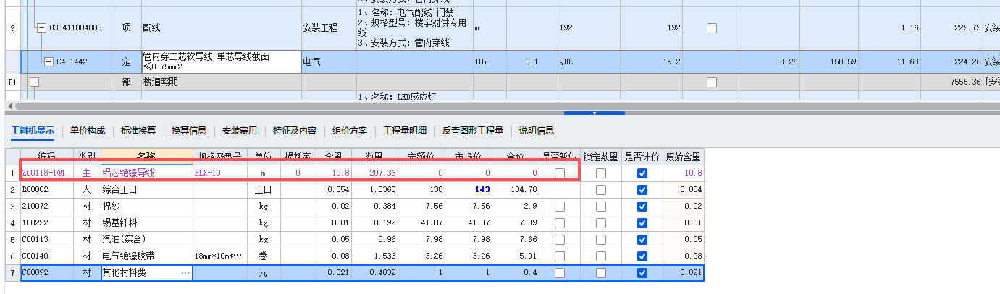 1、名称：电气配线-门禁
9 030411004003 项 配线 安装工程 2、规格型号：楼宇对讲专用 m 192 192 1.16 222.72 安装
线
3、安装方式：管内穿线
C4-1442 定 管内穿二芯软导线 单芯导线截面 电气 10m 0.1 QDL 19.2 8.26 158.59 11.68 224.26 安装
≤0.75mm2
B1 部 楼道照明 7555.36 [安装
1、名称：LED感应灯
工料机显示 单价构成 标准换算 换算信息 安装费用 特征及内容 组价方案 工程量明细 反查图形工程量 说明信息
编码 类别 名称 规格及型号 单位 损耗率 含量 数量 定额价 市场价 合价 是否暂估 锁定数量 是否计价 原始含量
1 Z00118-1@1 主 铝芯绝缘导线 BLX-10 m 0 10.8 207.36 0 0 0 10.8
2 R00002 人 综合工日 工日 0.054 1.0368 130 143 134.78 0.054
3 210072 材 棉纱 kg 0.02 0.384 7.56 7.56 2.9 0.02
4 100222 材 锡基钎料 kg 0.01 0.192 41.07 41.07 7.89 0.01
5 C00113 材 汽油(综合) kg 0.05 0.96 7.98 7.98 7.66 0.05
6 C00140 材 电气绝缘胶带 18mm*10m*… 卷 0.08 1.536 3.26 3.26 5.01 0.08
7 C00092 材 其他材料费 … 元 0.021 0.4032 1 1 0.4 0.021